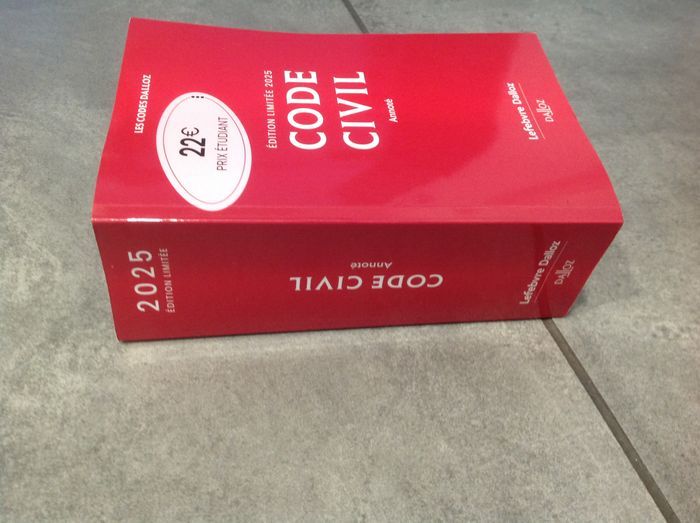 LES CODES DALLOZ
22€
PRIX ÉTUDIANT
ÉDITION LIMITÉE 2025
CODE
CIVIL
Annoté
Lefebvre Dalloz
DALLOZ
2025
ÉDITION LIMITÉE
CODE CIVIL
Annoté
Lefebvre Dalloz
DALLOZ